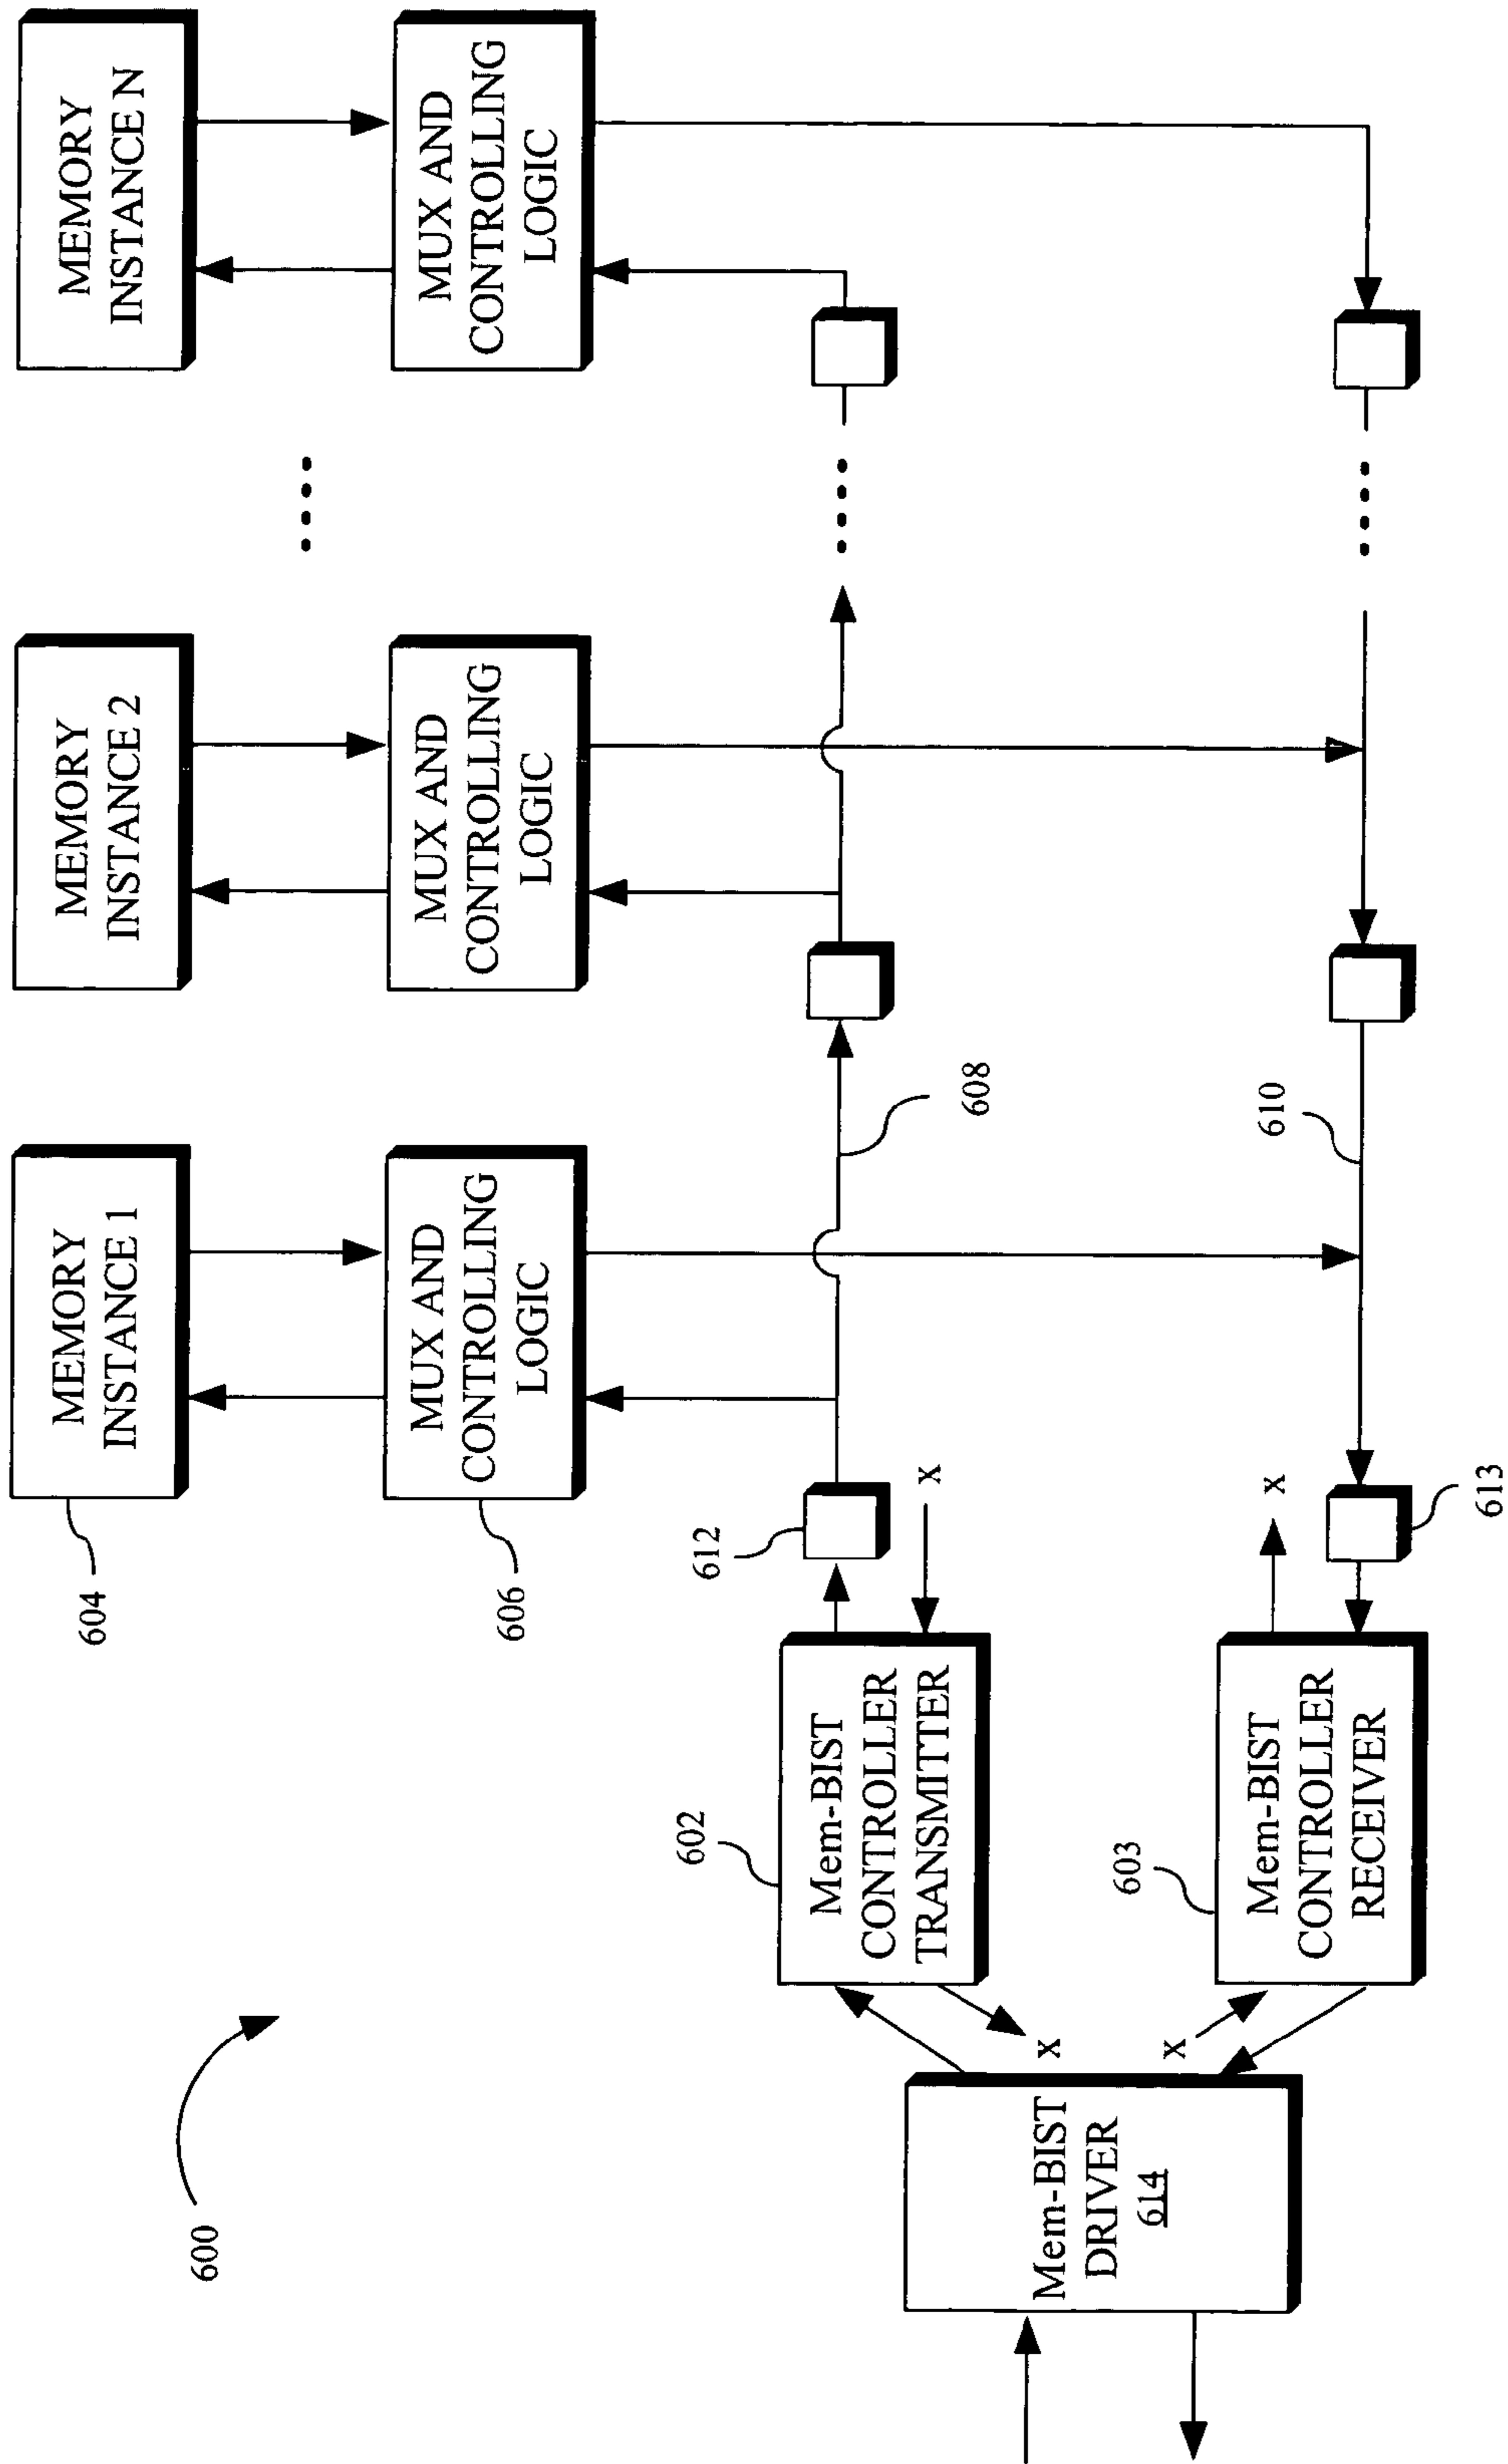 MEMORY
INSTANCE 1
MEMORY
INSTANCE 2
MEMORY
INSTANCE N
604
MUX AND
CONTROLLING
LOGIC
MUX AND
CONTROLLING
LOGIC
MUX AND
CONTROLLING
LOGIC
606
600
612
608
602
Mem-BIST
CONTROLLER
TRANSMITTER
x
x
x
Mem-BIST
DRIVER
614
603
Mem-BIST
CONTROLLER
RECEIVER
x
610
613